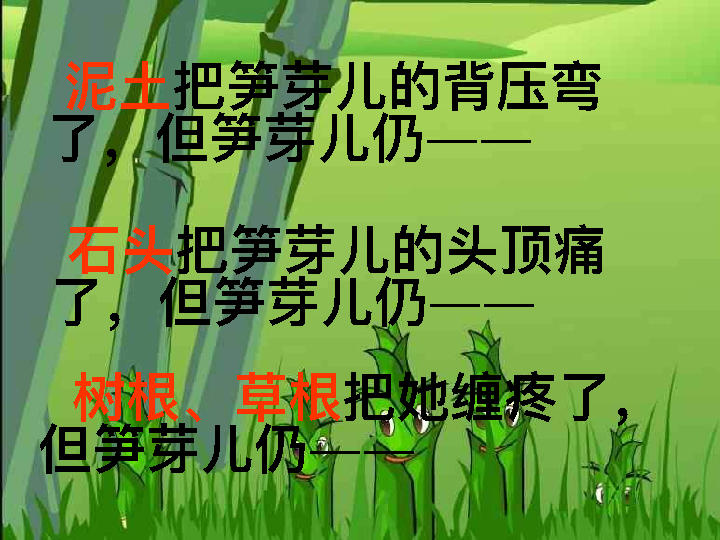 泥土把笋芽儿的背压弯
了，但笋芽儿仍——
石头把笋芽儿的头顶痛
了，但笋芽儿仍——
树根、草根把她缠疼了，
但笋芽儿仍——